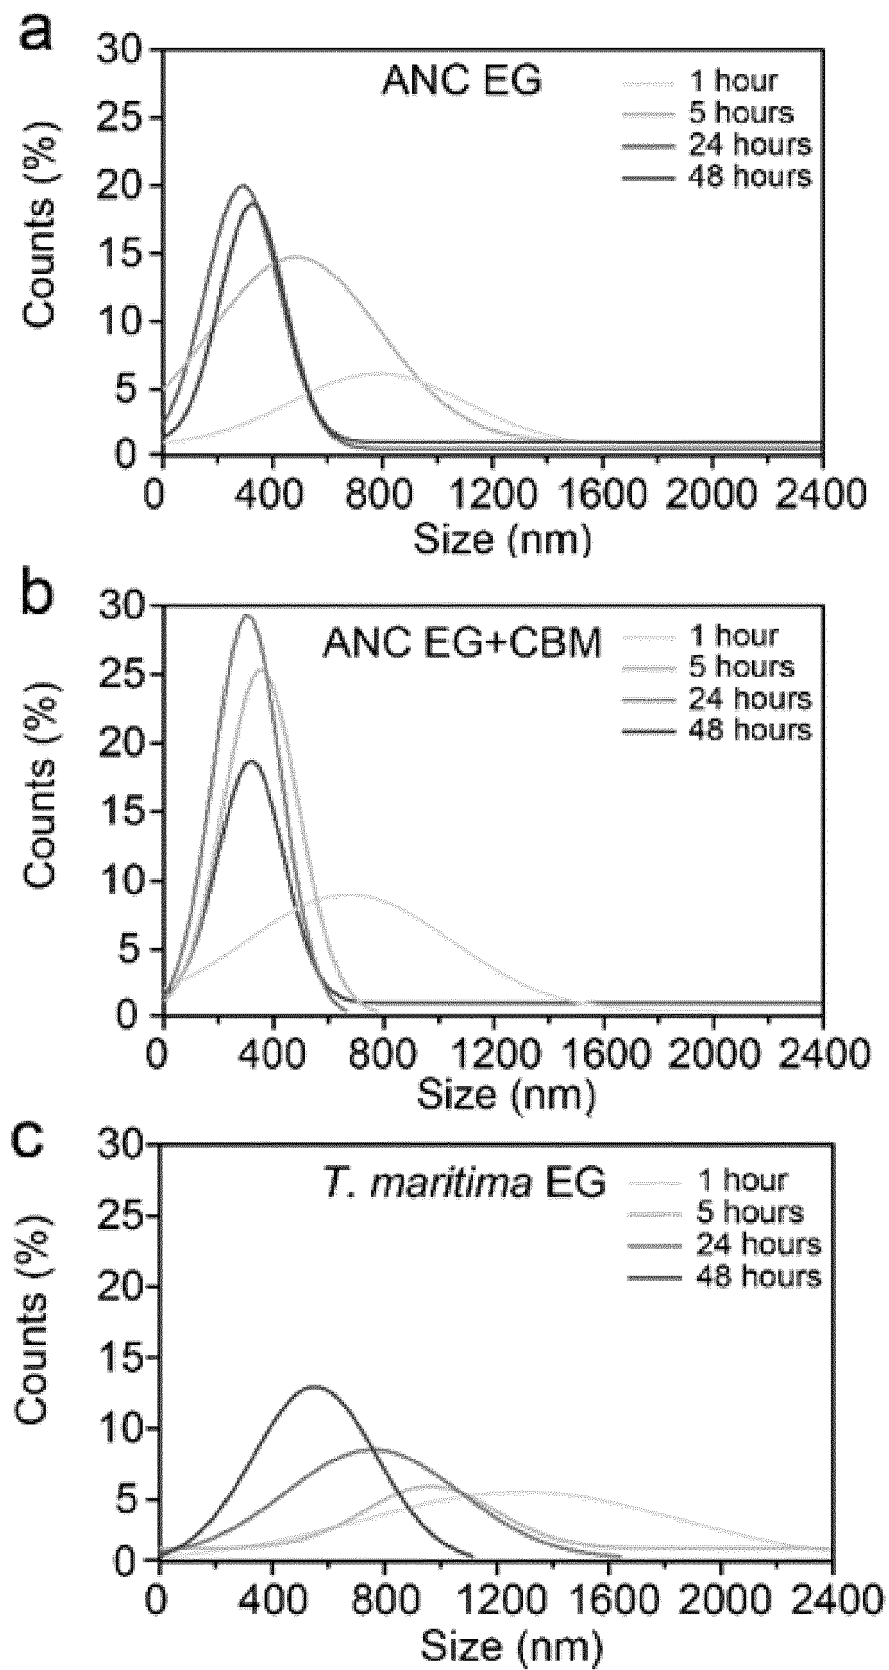 a
30
25
20
15
10
5
0
Counts (%)
ANC EG
1 hour
5 hours
24 hours
48 hours
0 400 800 1200 1600 2000 2400
Size (nm)
b
30
25
20
15
10
5
0
Counts (%)
ANC EG+CBM
1 hour
5 hours
24 hours
48 hours
0 400 800 1200 1600 2000 2400
Size (nm)
c
30
25
20
15
10
5
0
Counts (%)
T. maritima EG
1 hour
5 hours
24 hours
48 hours
0 400 800 1200 1600 2000 2400
Size (nm)